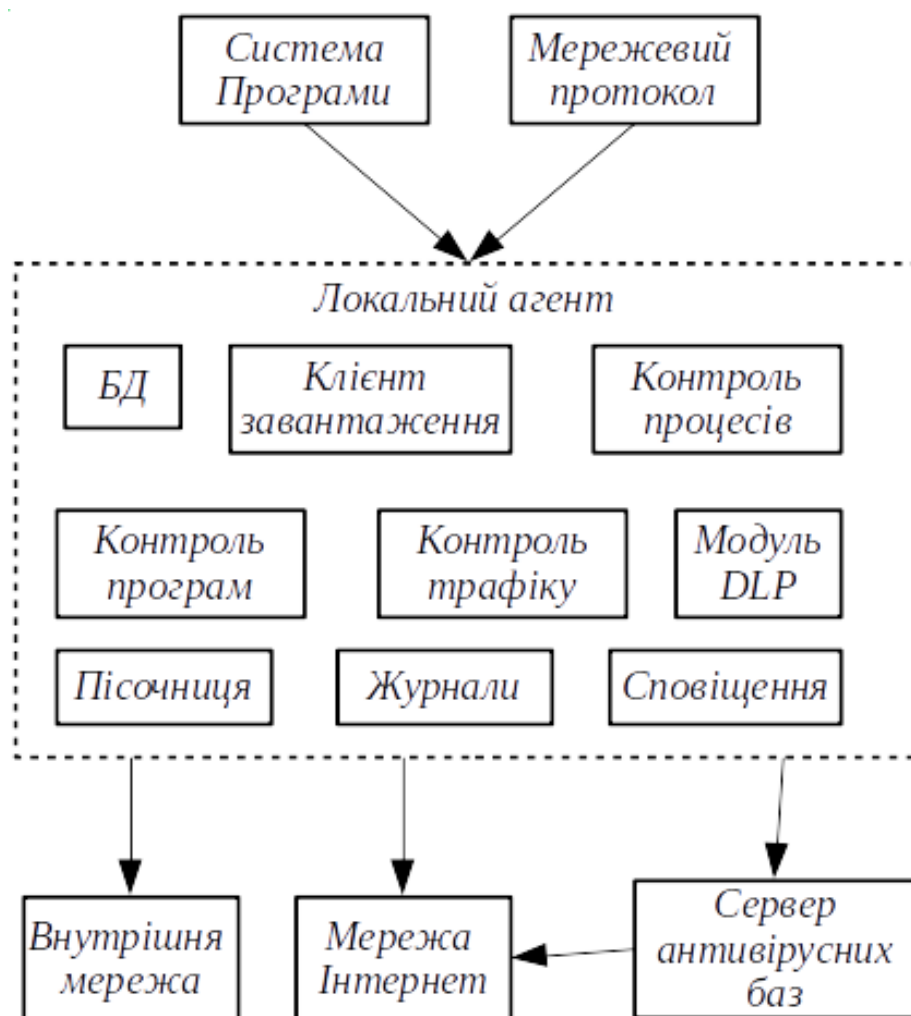 Система
Програми
Мережевий
протокол
Локальний агент
БД
Клієнт
завантаження
Контроль
процесів
Контроль
програм
Контроль
трафіку
Модуль
DLP
Пісочниця
Журнали
Сповіщення
Внутрішня
мережа
Мережа
Інтернет
Сервер
антивірусних
баз